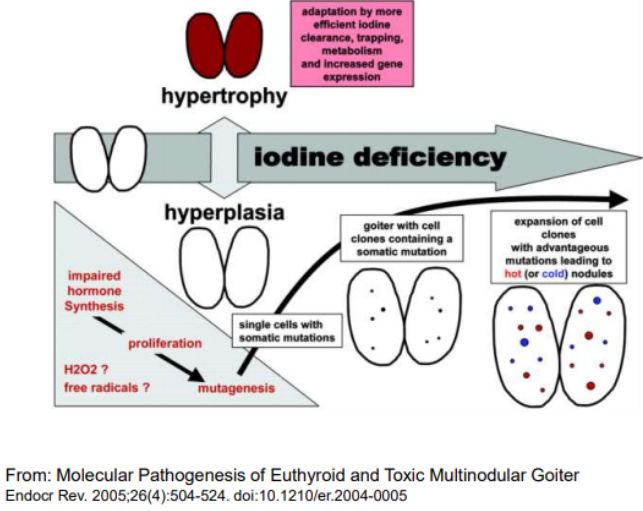 adaptation by more
efficient iodine
clearance, trapping,
metabolism
and increased gene
expression
hypertrophy
iodine deficiency
hyperplasia
goiter with cell
clones containing a
somatic mutation
expansion of cell
clones
with advantageous
mutations leading to
hot (or cold) nodules
impaired
hormone
Synthesis
single cells with
somatic mutations
proliferation
H2O2 ?
free radicals ?
mutagenesis
From: Molecular Pathogenesis of Euthyroid and Toxic Multinodular Goiter
Endocr Rev. 2005;26(4):504-524. doi:10.1210/er.2004-0005